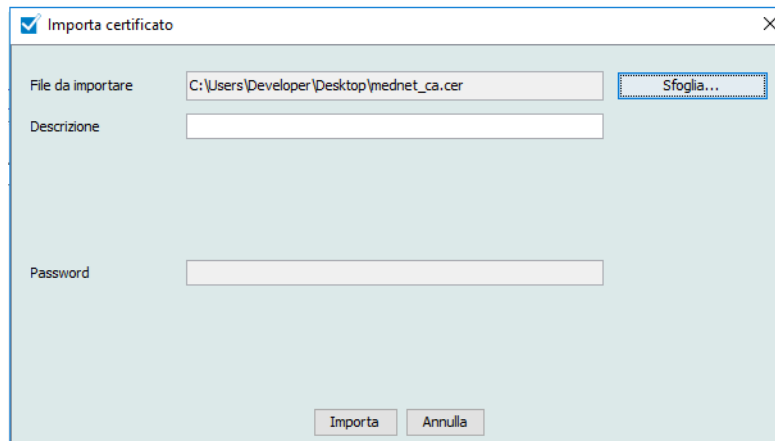 Importa certificato
File da importare C:\Users\Developer\Desktop\mednet_ca.cer Sfoglia...
Descrizione
Password
Importa Annulla